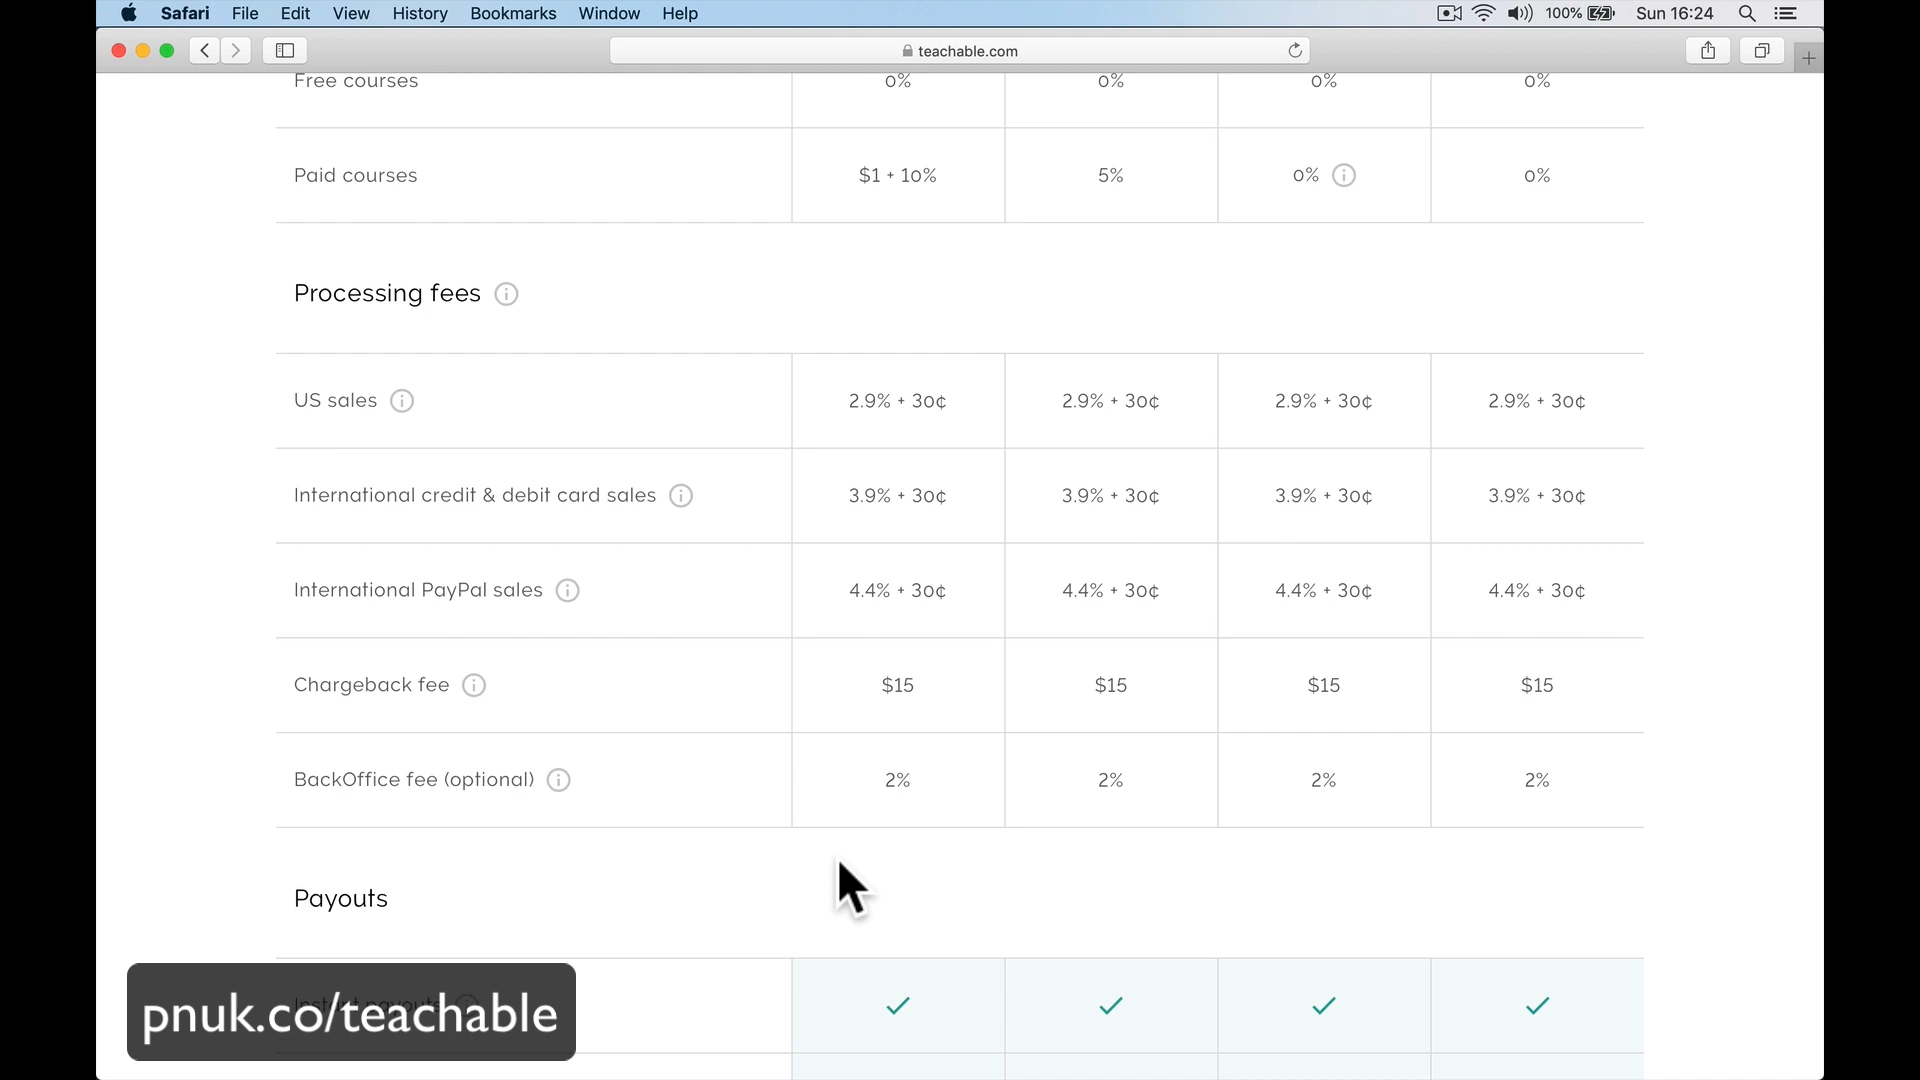 Safari File Edit View History Bookmarks Window Help 100% Sun 16:24
teachable.com
Free courses 0% 0% 0% 0%
Paid courses $1 + 10% 5% 0% 0%
Processing fees
US sales 2.9% + 30¢ 2.9% + 30¢ 2.9% + 30¢ 2.9% + 30¢
International credit & debit card sales 3.9% + 30¢ 3.9% + 30¢ 3.9% + 30¢ 3.9% + 30¢
International PayPal sales 4.4% + 30¢ 4.4% + 30¢ 4.4% + 30¢ 4.4% + 30¢
Chargeback fee $15 $15 $15 $15
BackOffice fee (optional) 2% 2% 2% 2%
Payouts
pnuk.co/teachable